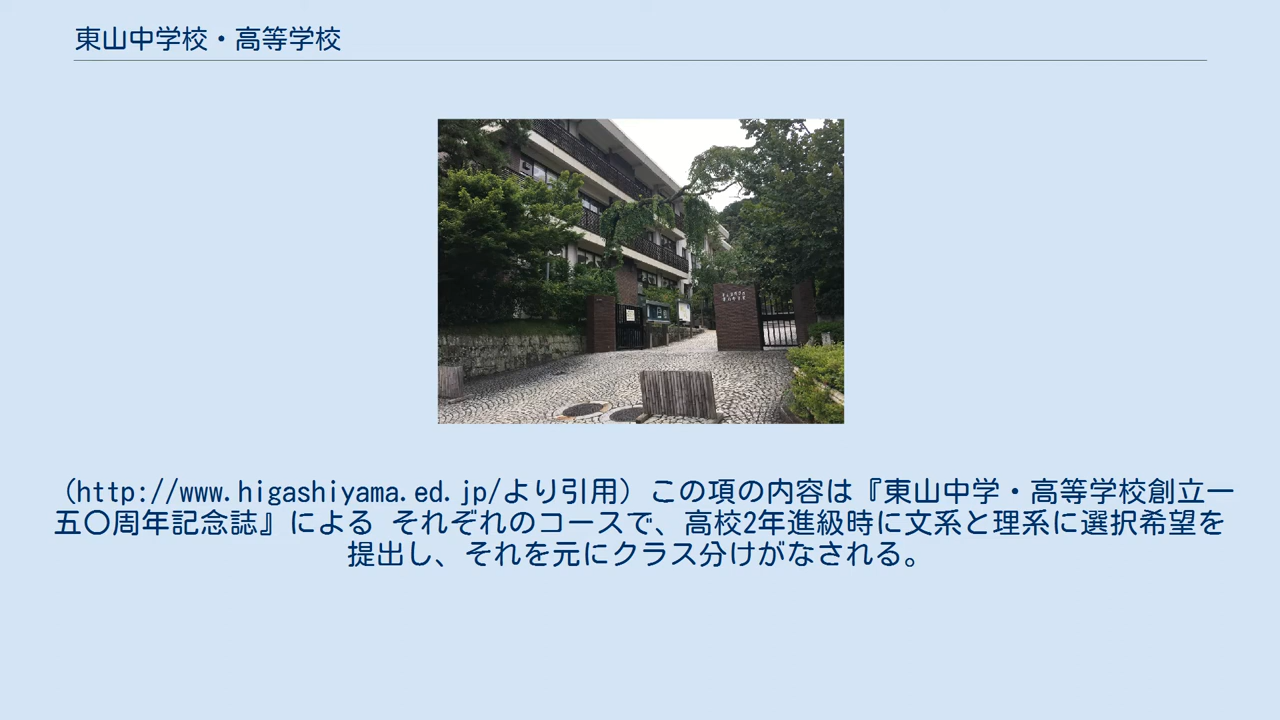 東山中学校・高等学校
（http://www.higashiyama.ed.jp/より引用）この項の内容は『東山中学・高等学校創立一
五〇周年記念誌』による それぞれのコースで、高校2年進級時に文系と理系に選択希望を
提出し、それを元にクラス分けがなされる。